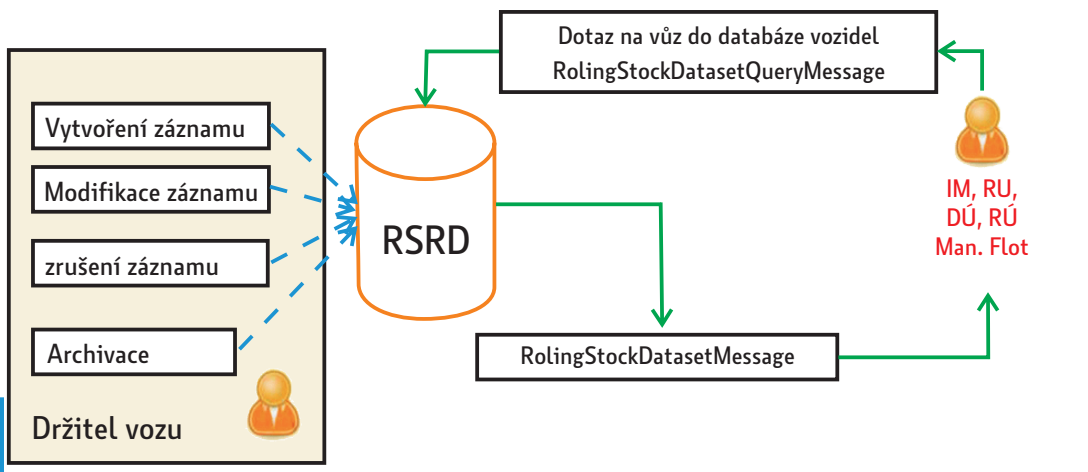 Dotaz na vůz do databáze vozidel
RolingStockDatasetQueryMessage
Vytvoření záznamu
Modifikace záznamu
zrušení záznamu
Archivace
Držitel vozu
RSRD
IM, RU,
DÚ, RÚ
Man. Flot
RolingStockDatasetMessage